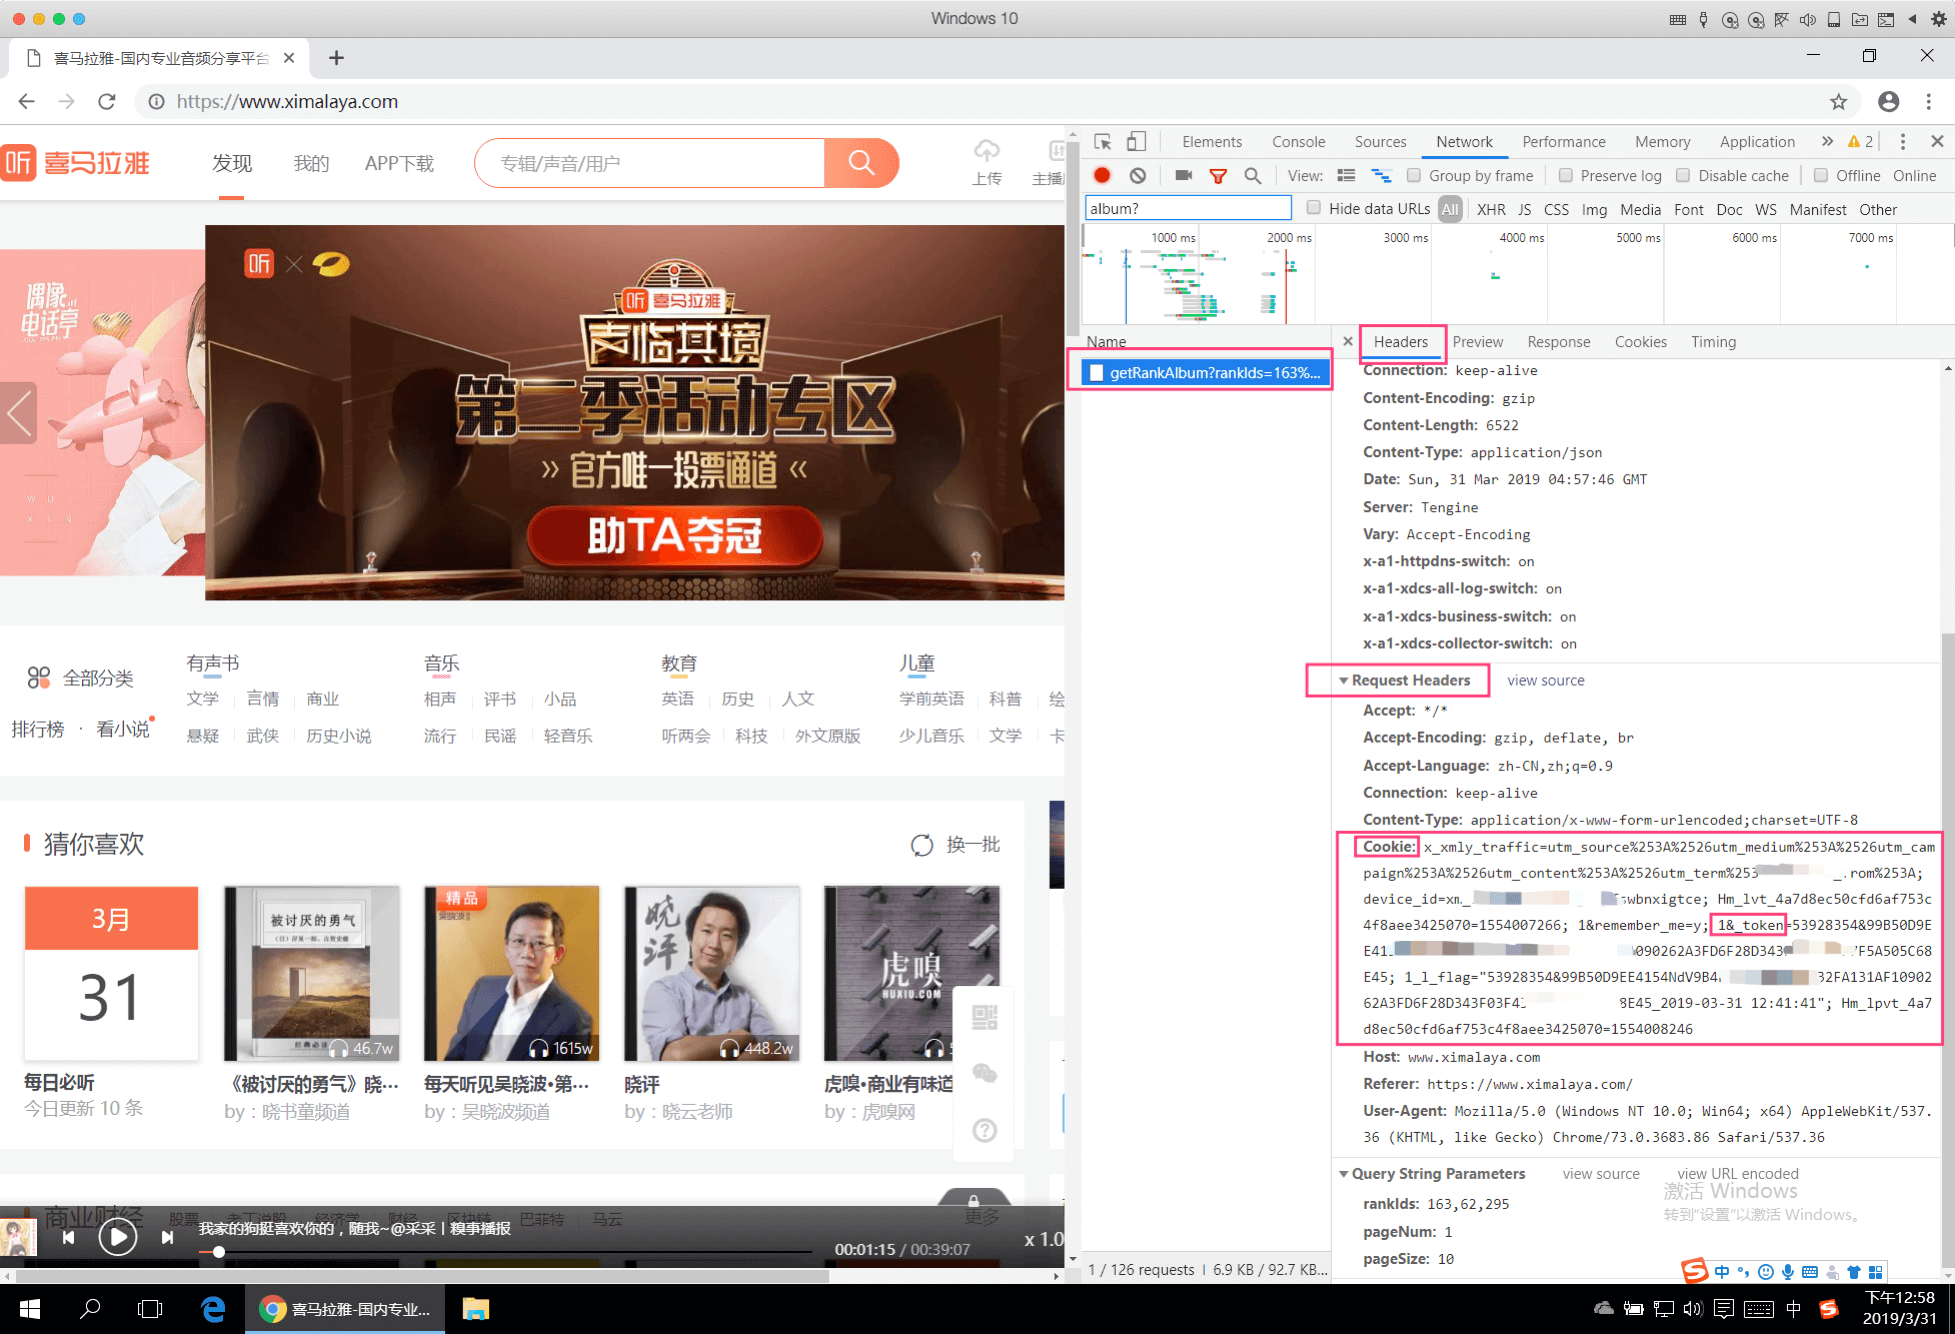 Windows 10
喜马拉雅-国内专业音频分享平台
https://www.ximalaya.com
听 喜马拉雅
发现
我的
APP下载
专辑/声音/用户
上传
听
偶像
电话亭
W U
X I N
听 喜马拉雅
声临其境
第二季活动专区
官方唯一投票通道
助TA夺冠
全部分类
排行榜 · 看小说
有声书
文学 言情 商业
悬疑 武侠 历史小说
音乐
相声 评书 小品
流行 民谣 轻音乐
教育
英语 历史 人文
听两会 科技 外文原版
儿童
学前英语 科普 绘
少儿音乐 文学 卡
猜你喜欢
换一批
3月
31
每日必听
今日更新 10 条
被讨厌的勇气
46.7w
《被讨厌的勇气》晓...
by：晓书童频道
精品
1615w
每天听见吴晓波·第...
by：吴晓波频道
晓评
448.2w
晓评
by：晓云老师
虎嗅
HUXIU.COM
虎嗅·商业有味道
by：虎嗅网
商业财经 股票 经济学 财经 区块链 巴菲特 马云
更多
我家的狗挺喜欢你的，随我~@采采丨糗事播报
00:01:15 / 00:39:07
x 1.0
Elements Console Sources Network Performance Memory Application » 2
View: Group by frame Preserve log Disable cache Offline Online
album? Hide data URLs All XHR JS CSS Img Media Font Doc WS Manifest Other
1000 ms 2000 ms 3000 ms 4000 ms 5000 ms 6000 ms 7000 ms
Name
getRankAlbum?rankIds=163%...
Headers Preview Response Cookies Timing
Connection: keep-alive
Content-Encoding: gzip
Content-Length: 6522
Content-Type: application/json
Date: Sun, 31 Mar 2019 04:57:46 GMT
Server: Tengine
Vary: Accept-Encoding
x-a1-httpdns-switch: on
x-a1-xdcs-all-log-switch: on
x-a1-xdcs-business-switch: on
x-a1-xdcs-collector-switch: on
Request Headers view source
Accept: */*
Accept-Encoding: gzip, deflate, br
Accept-Language: zh-CN,zh;q=0.9
Connection: keep-alive
Content-Type: application/x-www-form-urlencoded;charset=UTF-8
Cookie: x_xmly_traffic=utm_source%253A%2526utm_medium%253A%2526utm_cam
paign%253A%2526utm_content%253A%2526utm_term%253 rom%253A;
device_id=xm_ wbnxigtce; Hm_lvt_4a7d8ec50cfd6af753c
4f8aee3425070=1554007266; 1&remember_me=y; 1&_token=53928354&99B50D9E
E41 090262A3FD6F28D343 F5A505C68
E45; 1_l_flag="53928354&99B50D9EE4154NdV9B4 32FA131AF10902
62A3FD6F28D343F03F4 8E45_2019-03-31 12:41:41"; Hm_lpvt_4a7
d8ec50cfd6af753c4f8aee3425070=1554008246
Host: www.ximalaya.com
Referer: https://www.ximalaya.com/
User-Agent: Mozilla/5.0 (Windows NT 10.0; Win64; x64) AppleWebKit/537.
36 (KHTML, like Gecko) Chrome/73.0.3683.86 Safari/537.36
Query String Parameters view source view URL encoded
rankIds: 163,62,295
pageNum: 1
pageSize: 10
激活 Windows
转到"设置"以激活 Windows。
1 / 126 requests | 6.9 KB / 92.7 KB...
中
喜马拉雅-国内专业...
中
下午12:58
2019/3/31